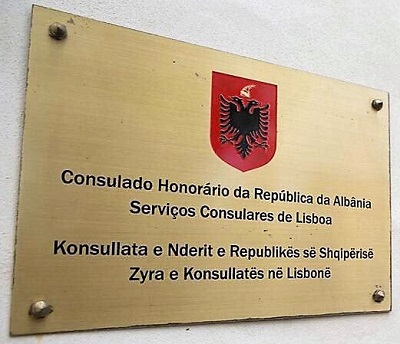 Consulado Honorário da República da Albânia
Serviços Consulares de Lisboa
Konsullata e Nderit e Republikës së Shqipërisë
Zyra e Konsullatës në Lisbonë